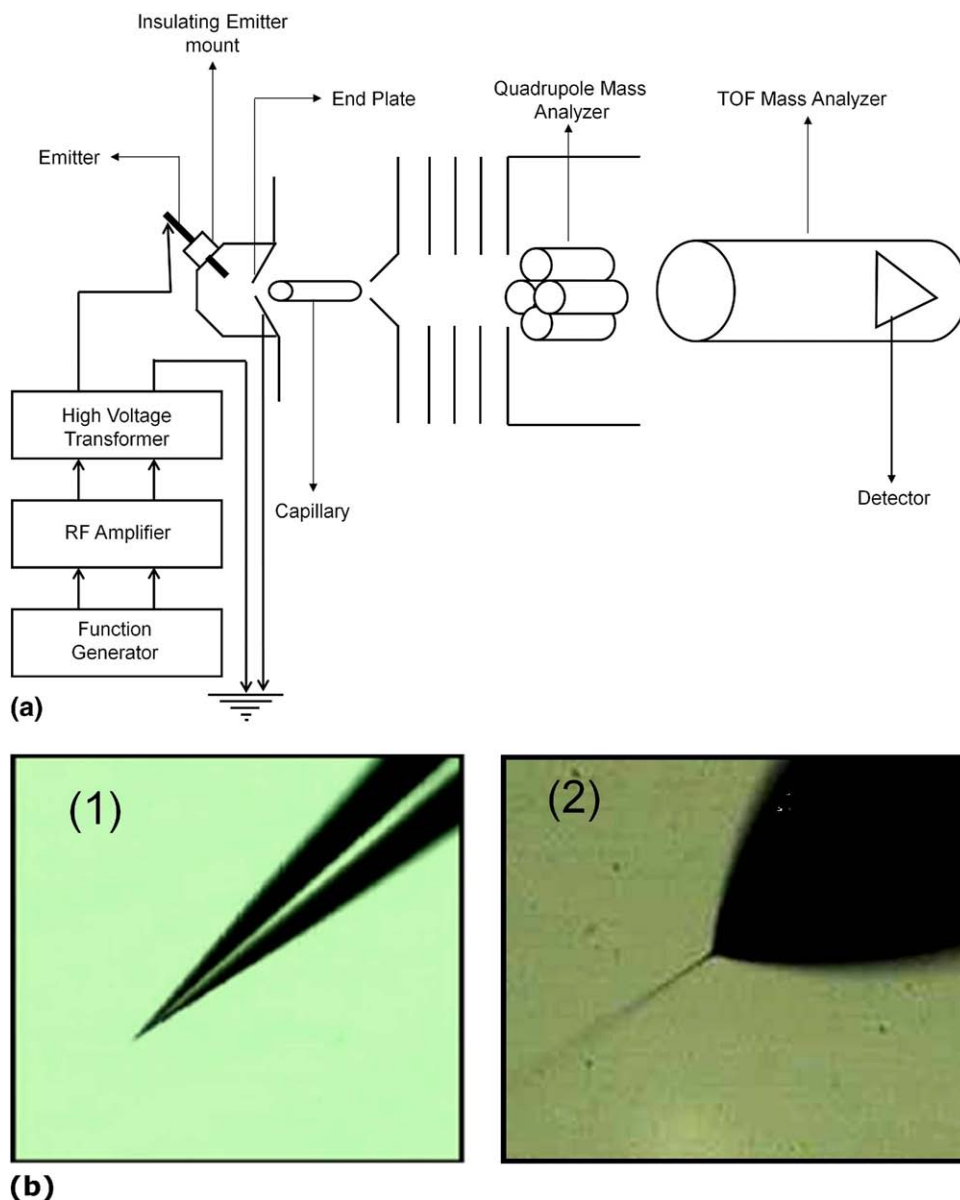 Insulating Emitter
mount
End Plate
Emitter
Quadrupole Mass
Analyzer
TOF Mass Analyzer
High Voltage
Transformer
RF Amplifier
Function
Generator
Capillary
Detector
(a)
(1)
(2)
(b)